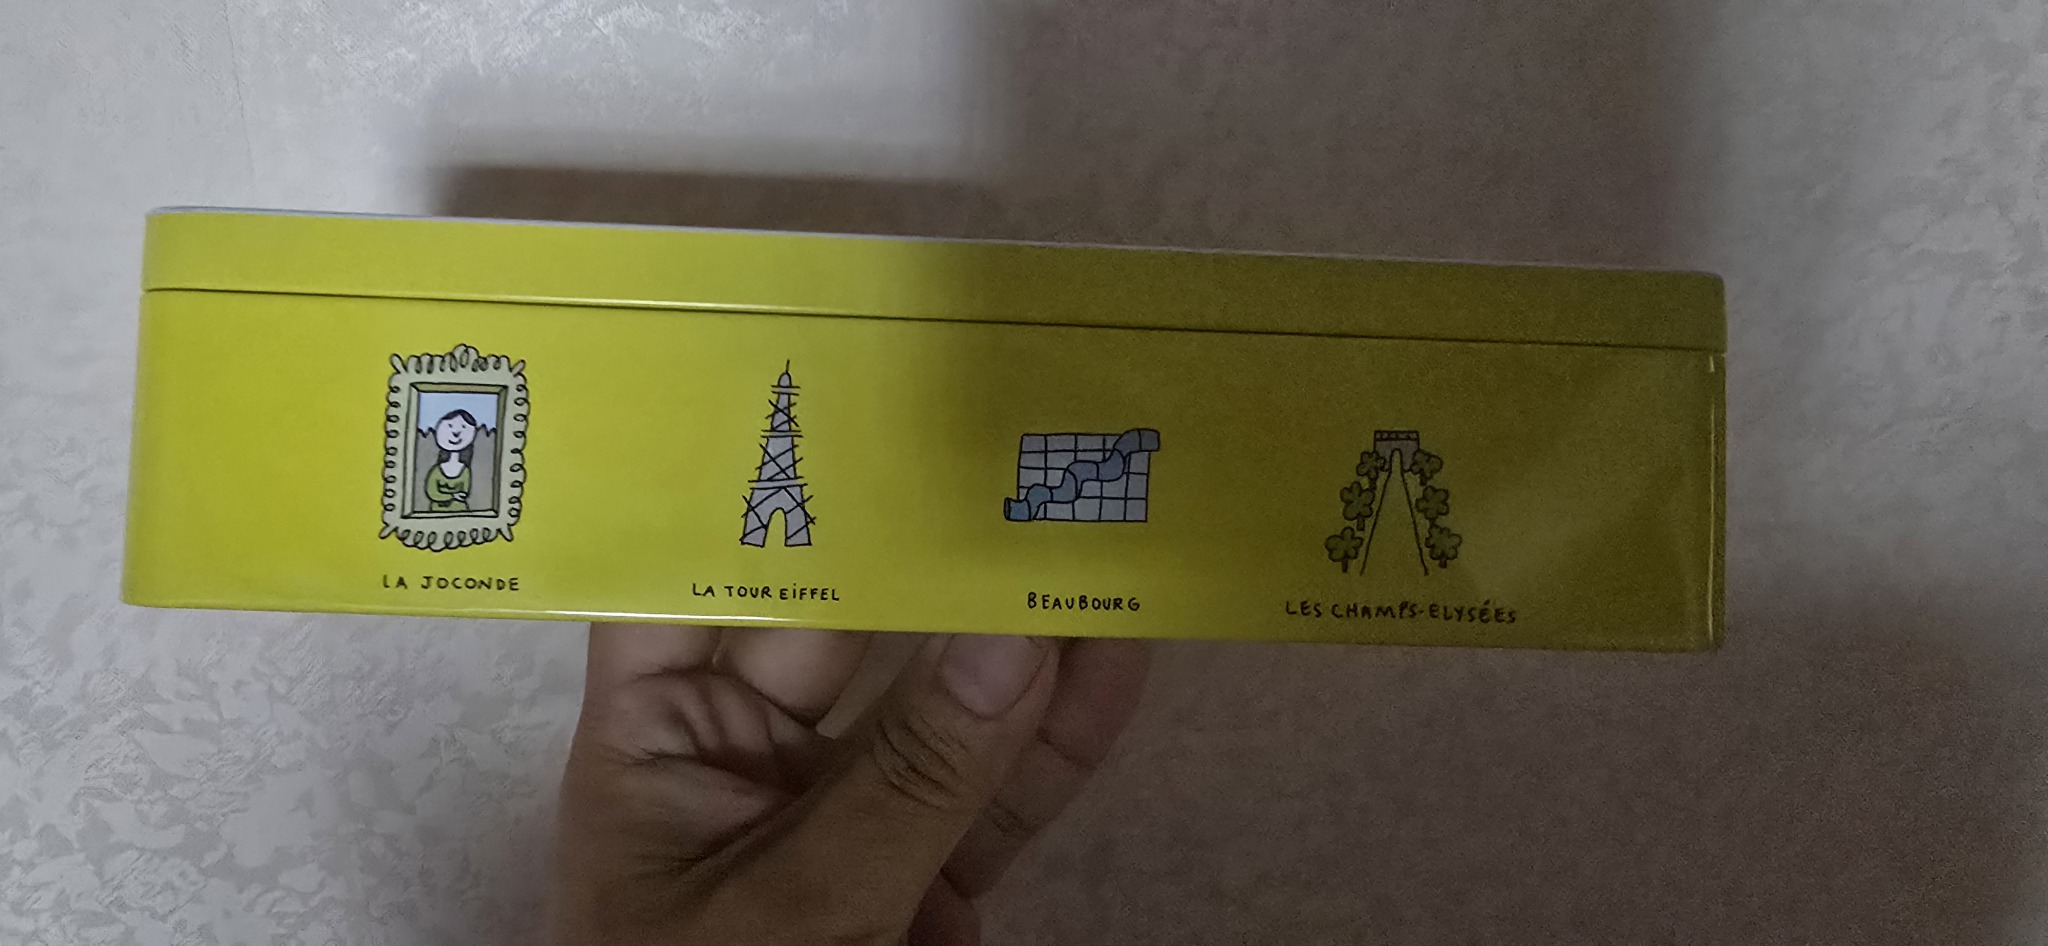 LA JOCONDE
LA TOUR EiFFEL
BEAUBOURG
LES CHAMPS-ELYSÉES